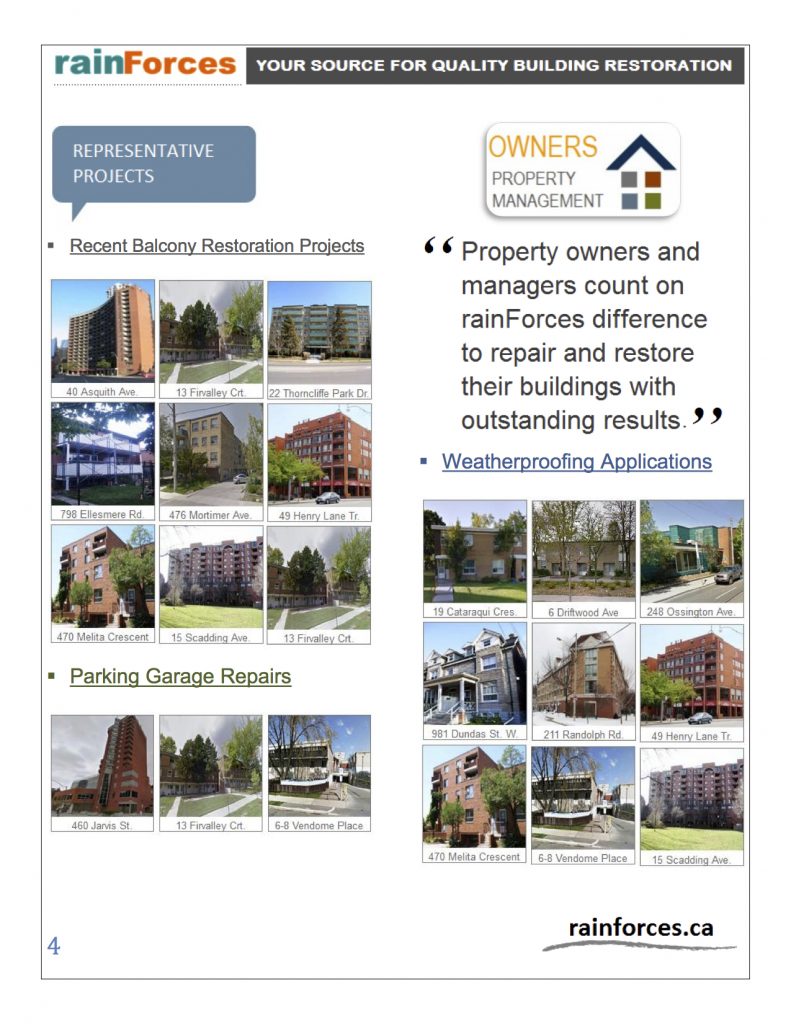 rainForces
YOUR SOURCE FOR QUALITY BUILDING RESTORATION
REPRESENTATIVE
PROJECTS
▪ Recent Balcony Restoration Projects
40 Asquith Ave. 13 Firvalley Crt. 22 Thorncliffe Park Dr.
798 Ellesmere Rd. 476 Mortimer Ave. 49 Henry Lane Tr.
470 Melita Crescent 15 Scadding Ave. 13 Firvalley Crt.
▪ Parking Garage Repairs
460 Jarvis St. 13 Firvalley Crt. 6-8 Vendome Place
OWNERS
PROPERTY
MANAGEMENT
“ Property owners and
managers count on
rainForces difference
to repair and restore
their buildings with
outstanding results. ”
▪ Weatherproofing Applications
19 Cataraqui Cres. 6 Driftwood Ave 248 Ossington Ave.
981 Dundas St. W. 211 Randolph Rd. 49 Henry Lane Tr.
470 Melita Crescent 6-8 Vendome Place 15 Scadding Ave.
4
rainforces.ca